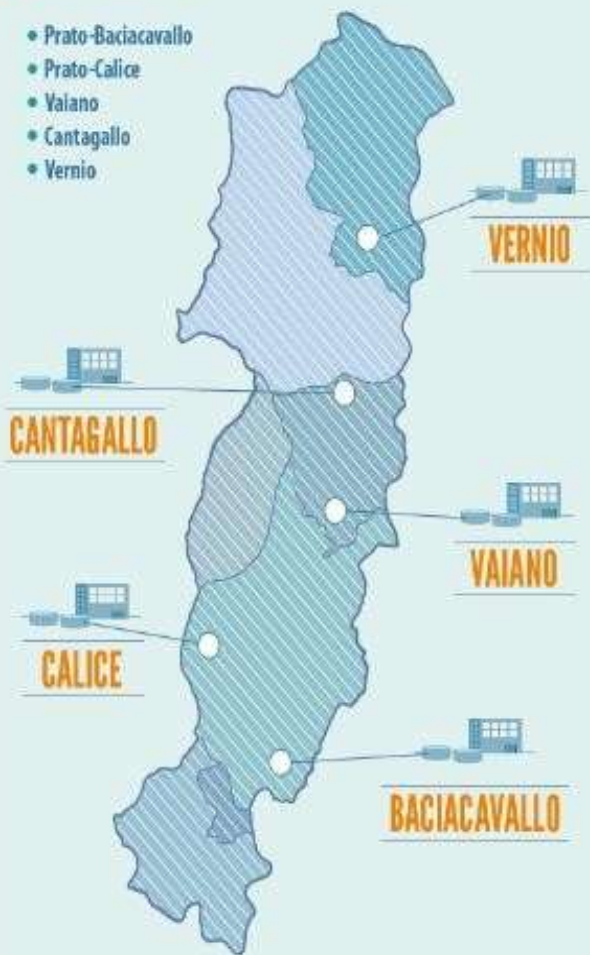 • Prato-Baciacavallo
• Prato-Calice
• Vaiano
• Cantagallo
• Vernio
VERNIO
CANTAGALLO
VAIANO
CALICE
BACIACAVALLO